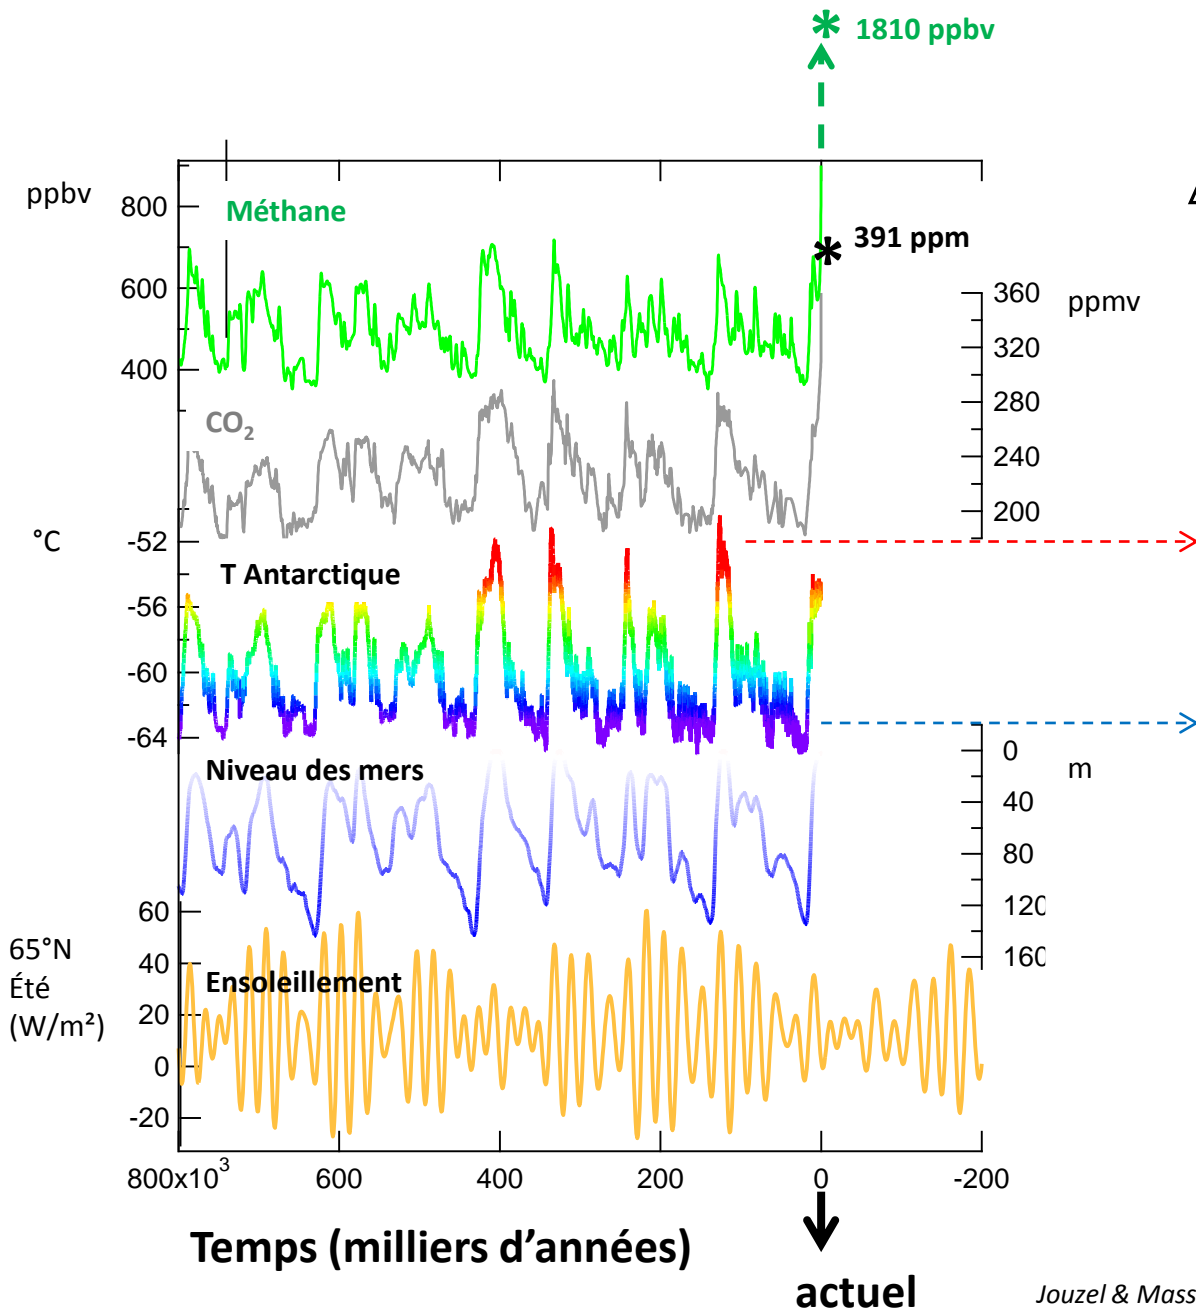 * 1810 ppbv
ppbv
800
Méthane
* 391 ppm
600
360
ppmv
320
400
280
CO₂
240
200
°C
-52
T Antarctique
-56
-60
-64
0
m
Niveau des mers
40
80
60
120
160
65°N
Été
(W/m²)
40
Ensoleillement
20
0
-20
800x10³
600
400
200
0
-200
Temps (milliers d’années)
actuel
Jouzel & Mass